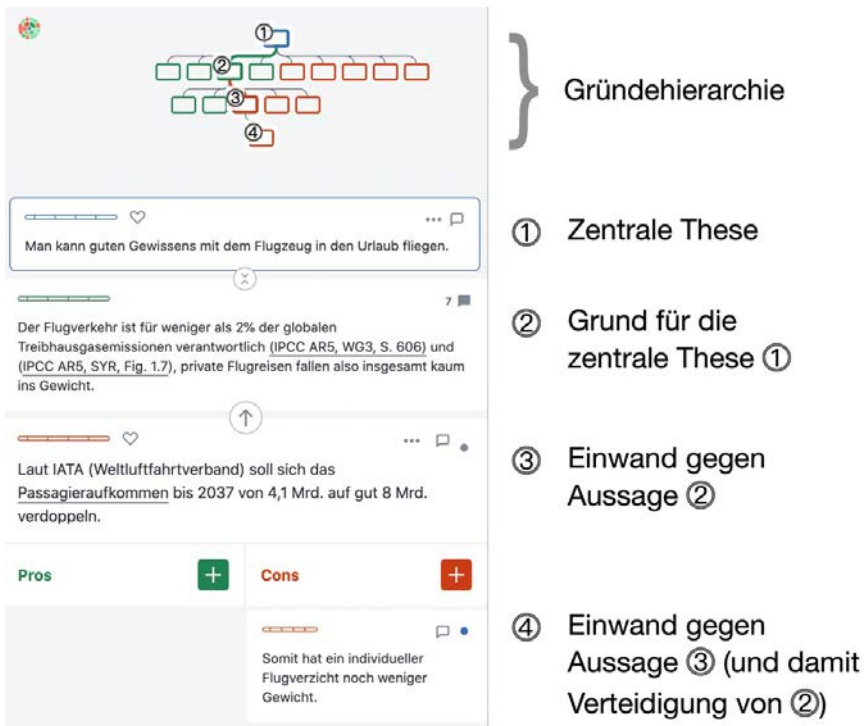 ①
②
③
④
} Gründehierarchie
Man kann guten Gewissens mit dem Flugzeug in den Urlaub fliegen.
① Zentrale These
7
Der Flugverkehr ist für weniger als 2% der globalen
Treibhausgasemissionen verantwortlich (IPCC AR5, WG3, S. 606) und
(IPCC AR5, SYR, Fig. 1.7), private Flugreisen fallen also insgesamt kaum
ins Gewicht.
② Grund für die
zentrale These ①
Laut IATA (Weltluftfahrtverband) soll sich das
Passagieraufkommen bis 2037 von 4,1 Mrd. auf gut 8 Mrd.
verdoppeln.
③ Einwand gegen
Aussage ②
Pros +
Cons +
Somit hat ein individueller
Flugverzicht noch weniger
Gewicht.
④ Einwand gegen
Aussage ③ (und damit
Verteidigung von ②)